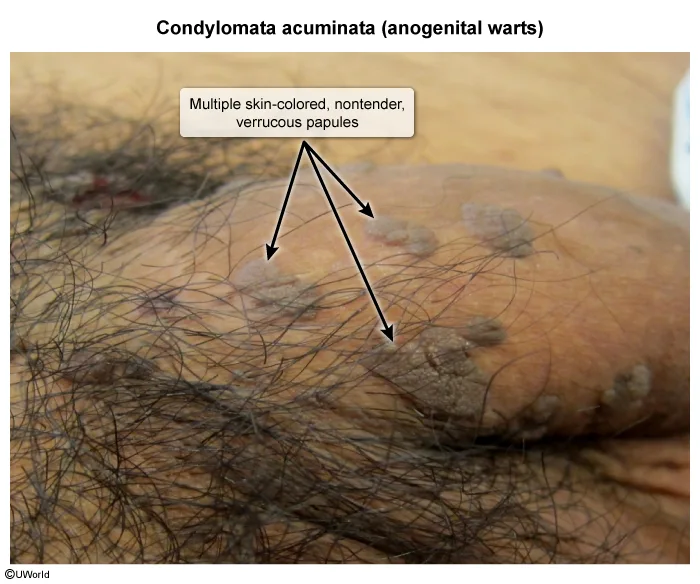 Condylomata acuminata (anogenital warts)
Multiple skin-colored, nontender,
verrucous papules
©UWorld